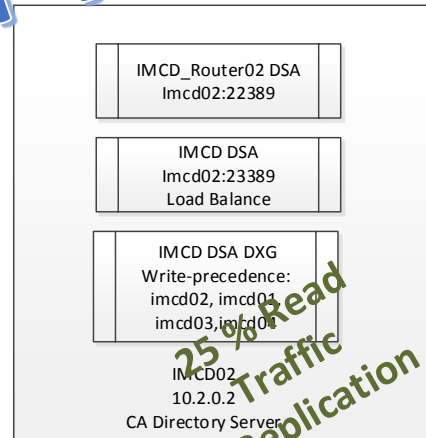 IMCD_Router02 DSA
Imcd02:22389
IMCD DSA
Imcd02:23389
Load Balance
IMCD DSA DXG
Write-precedence:
imcd02, imcd01,
imcd03,imcd04
25 % Read
Traffic
IMCD02
10.2.0.2
CA Directory Server